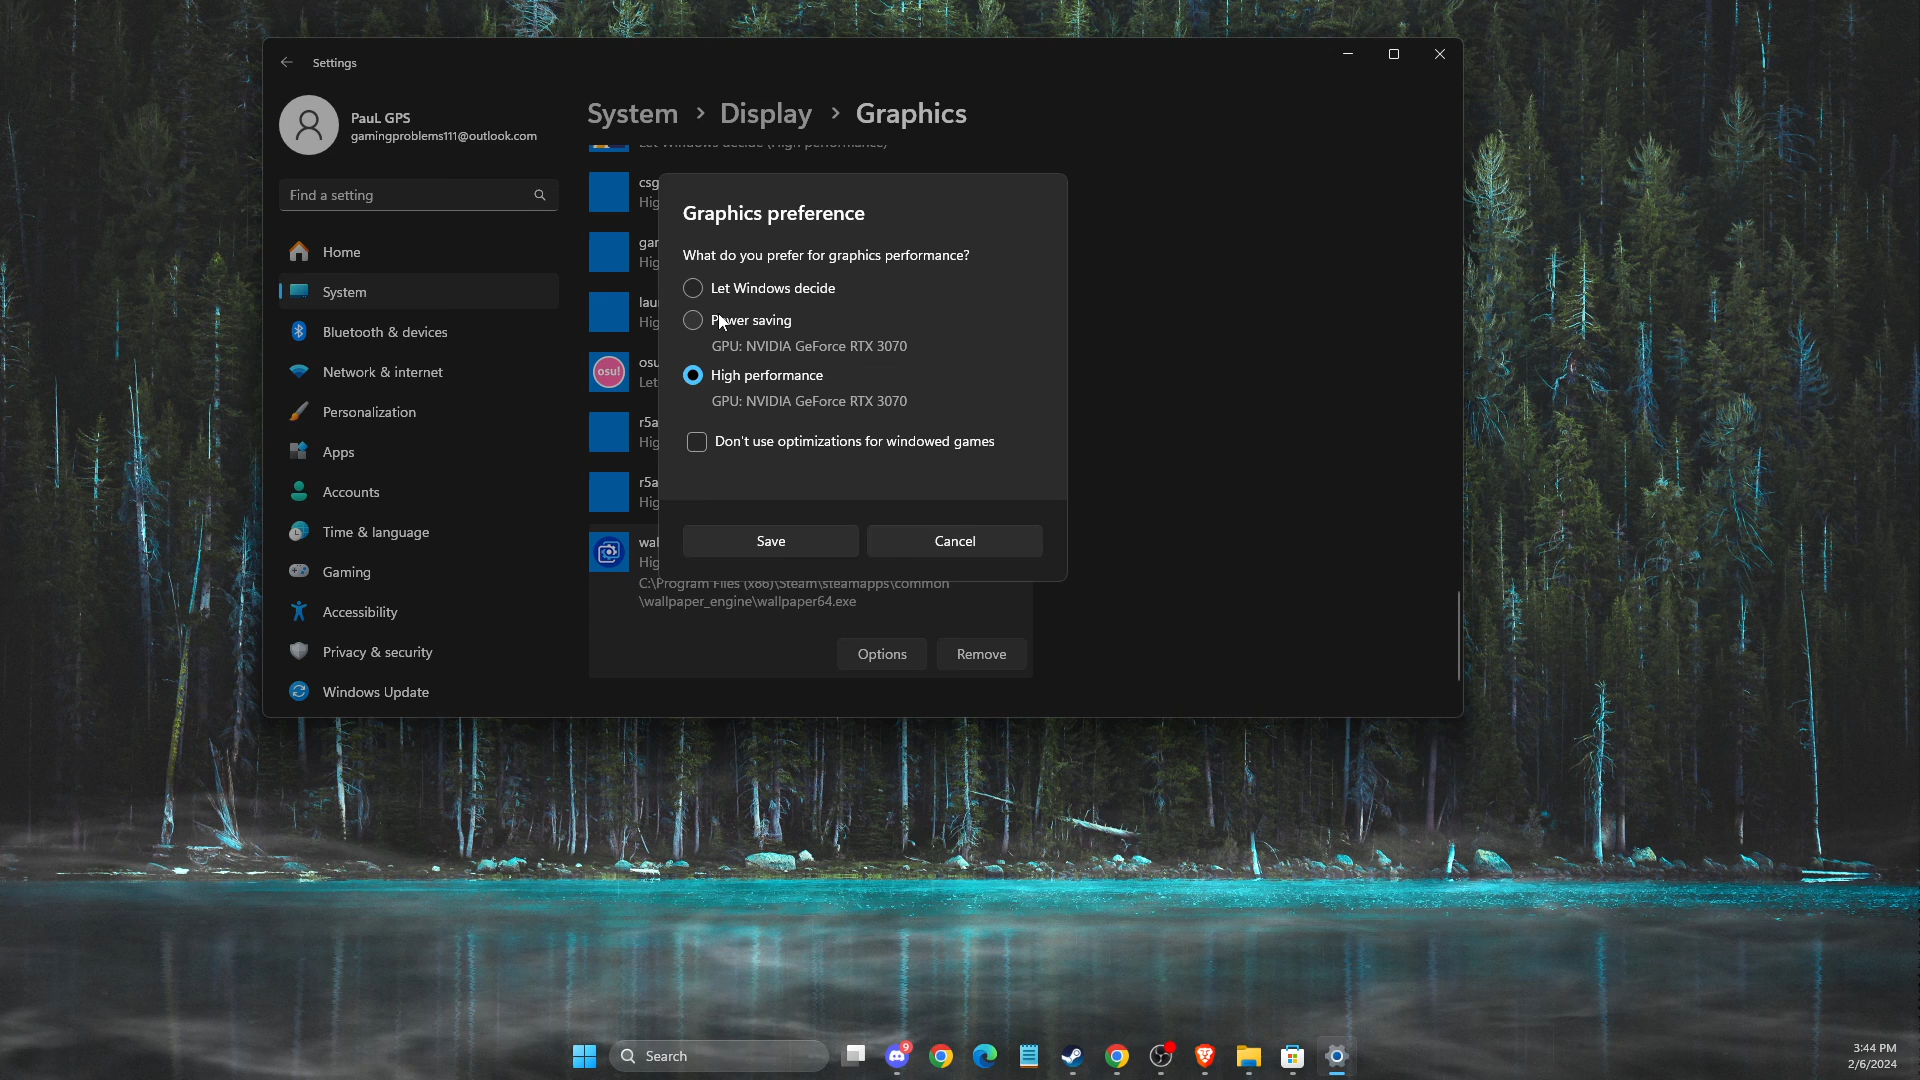 Settings
PauL GPS
gamingproblems111@outlook.com
Find a setting
Home
System
Bluetooth & devices
Network & internet
Personalization
Apps
Accounts
Time & language
Gaming
Accessibility
Privacy & security
Windows Update
System > Display > Graphics
Let Windows decide (High performance)
csg
Hig
gar
Hig
lau
Hig
osu!
osu
Let
r5a
Hig
r5a
Hig
wal
Hig
C:\Program Files (x86)\Steam\steamapps\common
\wallpaper_engine\wallpaper64.exe
Options
Remove
Graphics preference
What do you prefer for graphics performance?
Let Windows decide
Power saving
GPU: NVIDIA GeForce RTX 3070
High performance
GPU: NVIDIA GeForce RTX 3070
Don't use optimizations for windowed games
Save
Cancel
Search
9
3:44 PM
2/6/2024